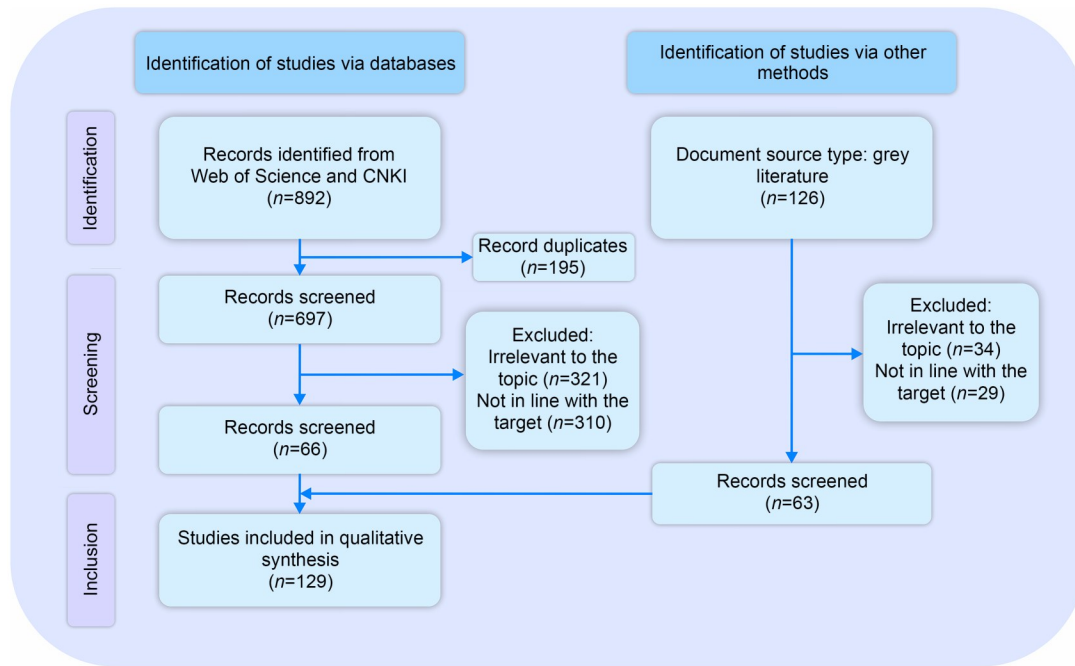 Identification of studies via databases
Identification of studies via other
methods
Identification
Records identified from
Web of Science and CNKI
(n=892)
Document source type: grey
literature
(n=126)
Record duplicates
(n=195)
Screening
Records screened
(n=697)
Excluded:
Irrelevant to the
topic (n=321)
Not in line with the
target (n=310)
Excluded:
Irrelevant to the
topic (n=34)
Not in line with the
target (n=29)
Records screened
(n=66)
Records screened
(n=63)
Inclusion
Studies included in qualitative
synthesis
(n=129)